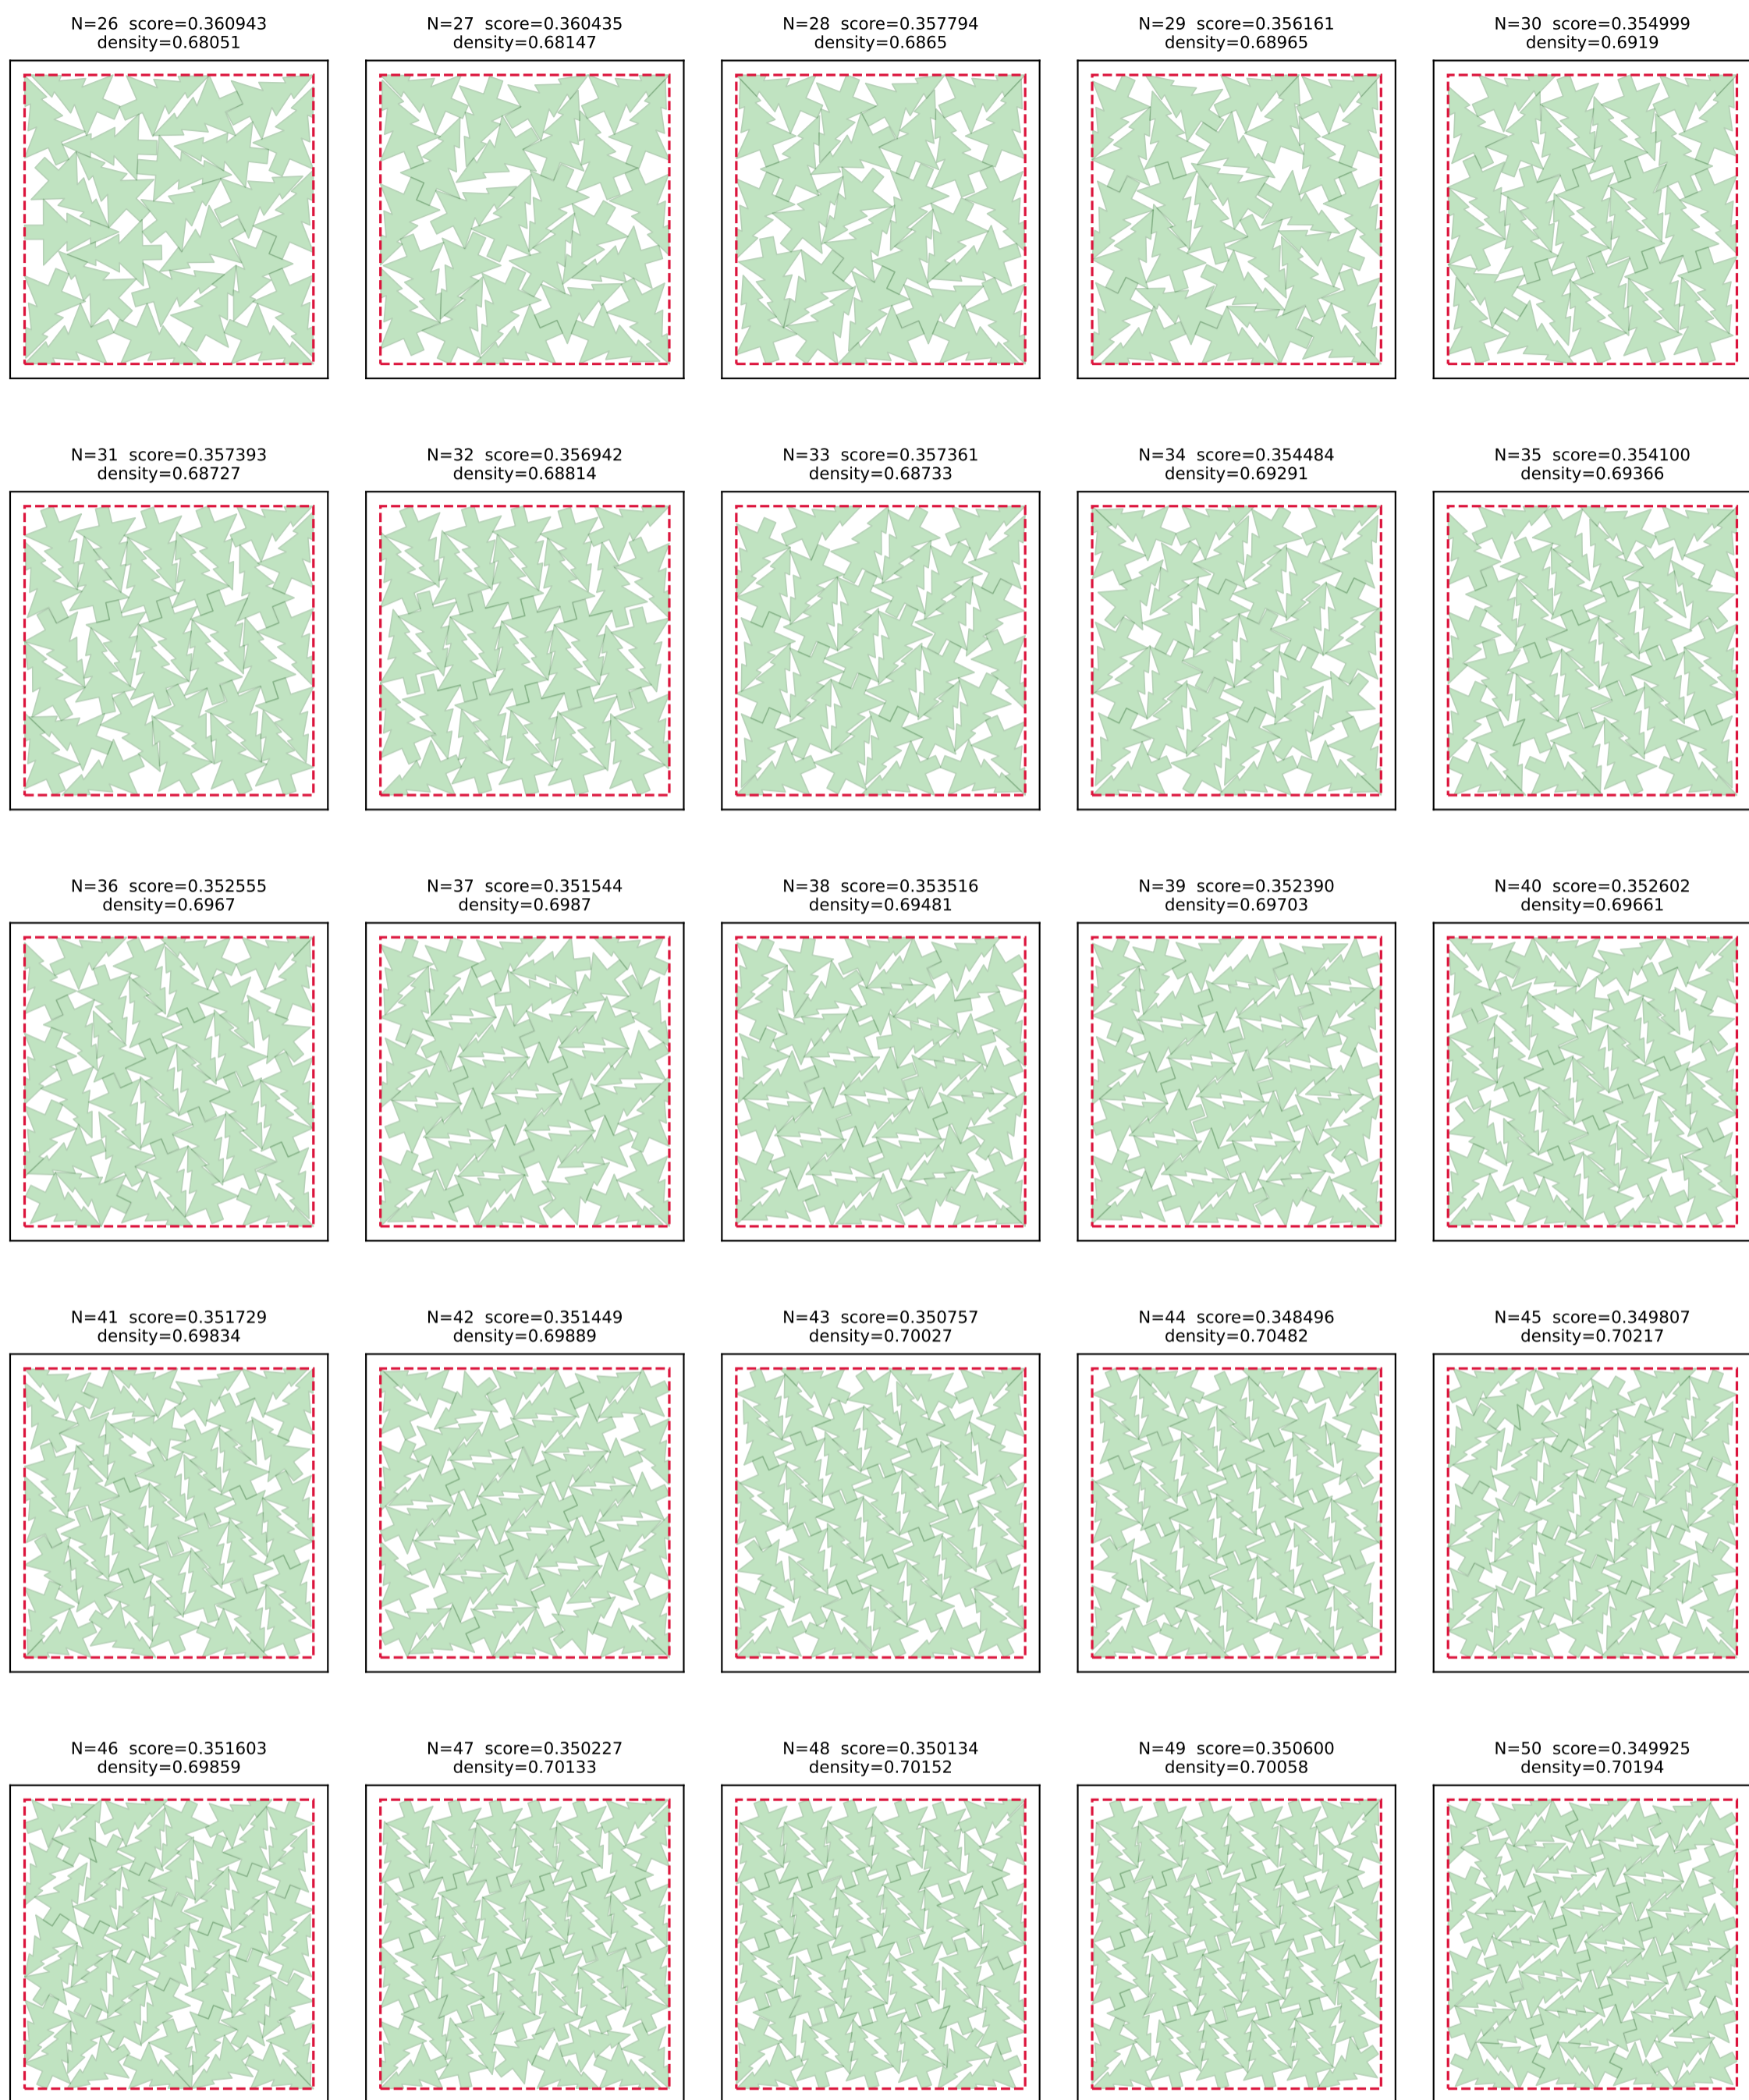 N=26  score=0.360943
density=0.68051
N=27  score=0.360435
density=0.68147
N=28  score=0.357794
density=0.6865
N=29  score=0.356161
density=0.68965
N=30  score=0.354999
density=0.6919
N=31  score=0.357393
density=0.68727
N=32  score=0.356942
density=0.68814
N=33  score=0.357361
density=0.68733
N=34  score=0.354484
density=0.69291
N=35  score=0.354100
density=0.69366
N=36  score=0.352555
density=0.6967
N=37  score=0.351544
density=0.6987
N=38  score=0.353516
density=0.69481
N=39  score=0.352390
density=0.69703
N=40  score=0.352602
density=0.69661
N=41  score=0.351729
density=0.69834
N=42  score=0.351449
density=0.69889
N=43  score=0.350757
density=0.70027
N=44  score=0.348496
density=0.70482
N=45  score=0.349807
density=0.70217
N=46  score=0.351603
density=0.69859
N=47  score=0.350227
density=0.70133
N=48  score=0.350134
density=0.70152
N=49  score=0.350600
density=0.70058
N=50  score=0.349925
density=0.70194